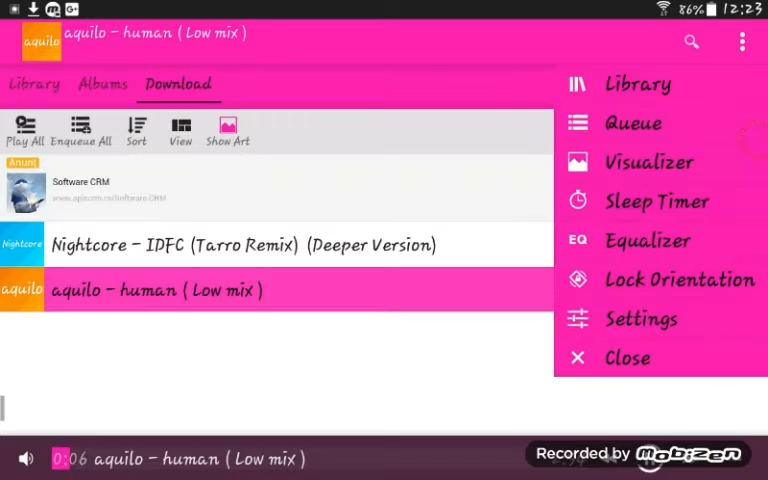 86% 12:23
aquilo aquilo - human ( Low mix )
Library Albums Download
Play All Enqueue All Sort View Show Art
Anunt
Software CRM
Nightcore Nightcore - IDFC (Tarro Remix) (Deeper Version)
aquilo aquilo - human ( Low mix )
Library
Queue
Visualizer
Sleep Timer
EQ Equalizer
Lock Orientation
Settings
Close
0:06 aquilo - human ( Low mix )
Recorded by Mobizen